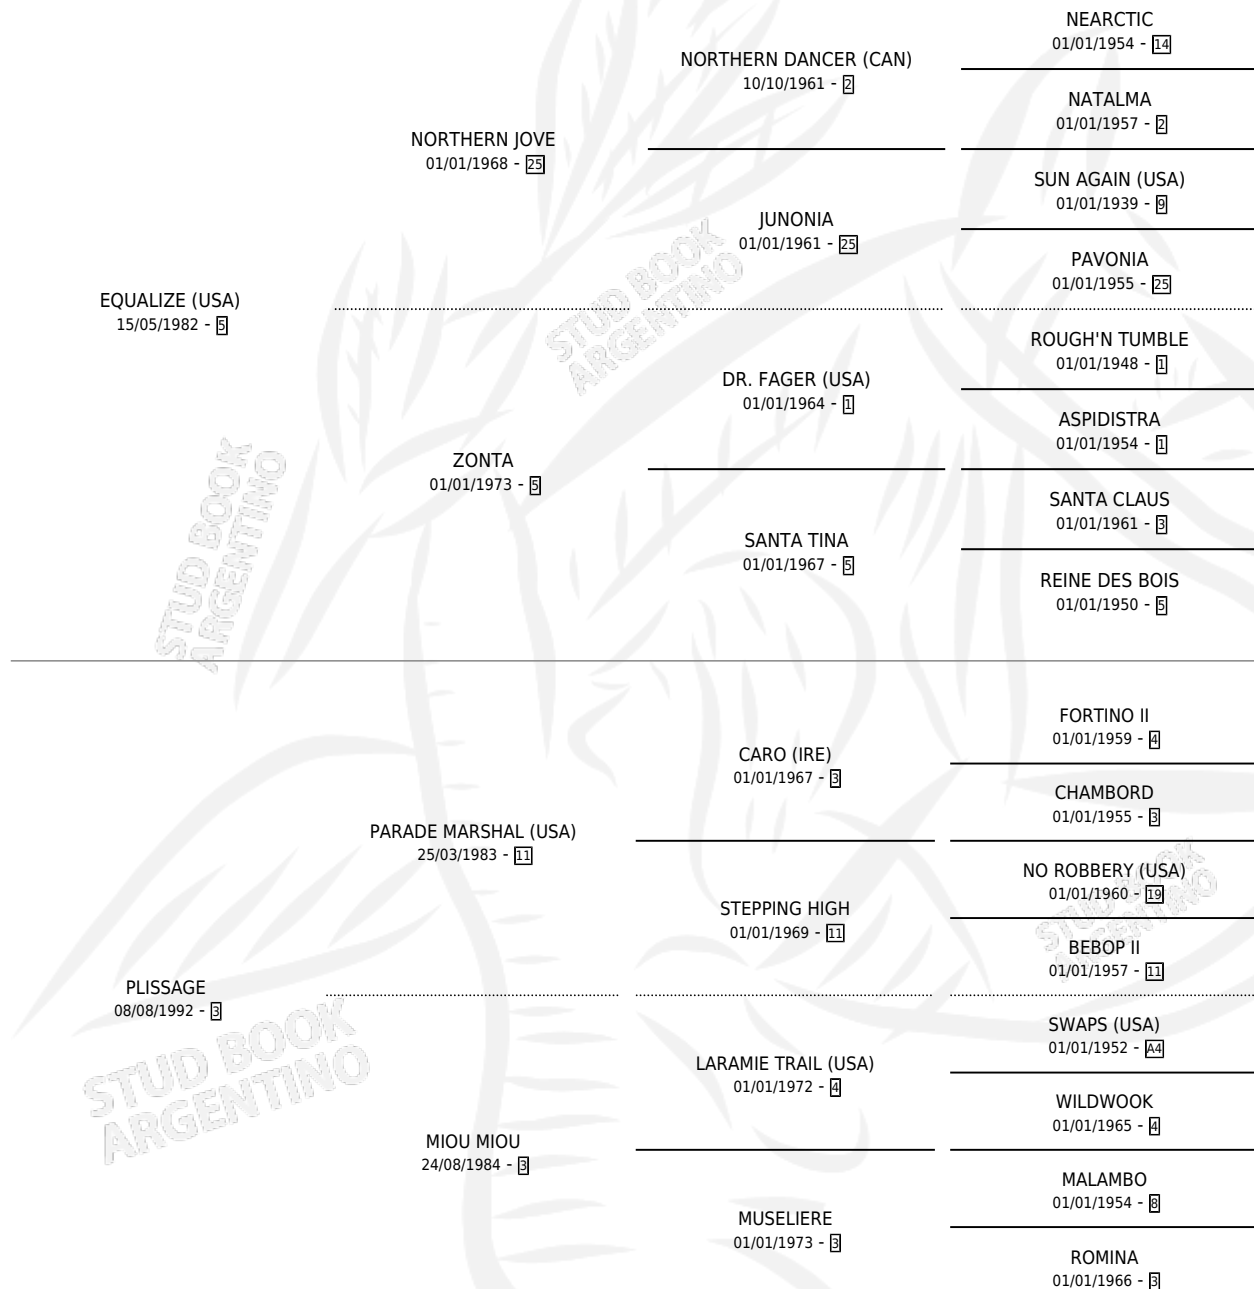 NEARCTIC
01/01/1954 - 14
NORTHERN DANCER (CAN)
10/10/1961 - 2
NATALMA
01/01/1957 - 2
NORTHERN JOVE
01/01/1968 - 25
SUN AGAIN (USA)
01/01/1939 - 9
JUNONIA
01/01/1961 - 25
PAVONIA
01/01/1955 - 25
EQUALIZE (USA)
15/05/1982 - 5
ROUGH'N TUMBLE
01/01/1948 - 1
DR. FAGER (USA)
01/01/1964 - 1
ASPIDISTRA
01/01/1954 - 1
ZONTA
01/01/1973 - 5
SANTA CLAUS
01/01/1961 - 3
SANTA TINA
01/01/1967 - 5
REINE DES BOIS
01/01/1950 - 5
FORTINO II
01/01/1959 - 4
CARO (IRE)
01/01/1967 - 3
CHAMBORD
01/01/1955 - 3
PARADE MARSHAL (USA)
25/03/1983 - 11
NO ROBBERY (USA)
01/01/1960 - 19
STEPPING HIGH
01/01/1969 - 11
BEBOP II
01/01/1957 - 11
PLISSAGE
08/08/1992 - 3
SWAPS (USA)
01/01/1952 - A4
LARAMIE TRAIL (USA)
01/01/1972 - 4
WILDWOOK
01/01/1965 - 4
MIOU MIOU
24/08/1984 - 3
MALAMBO
01/01/1954 - 8
MUSELIERE
01/01/1973 - 3
ROMINA
01/01/1966 - 3
STUD BOOK
ARGENTINO
STUD BOOK
ARGENTINO
STUD BOOK
ARGENTINO
STUD BOOK
ARGENTINO